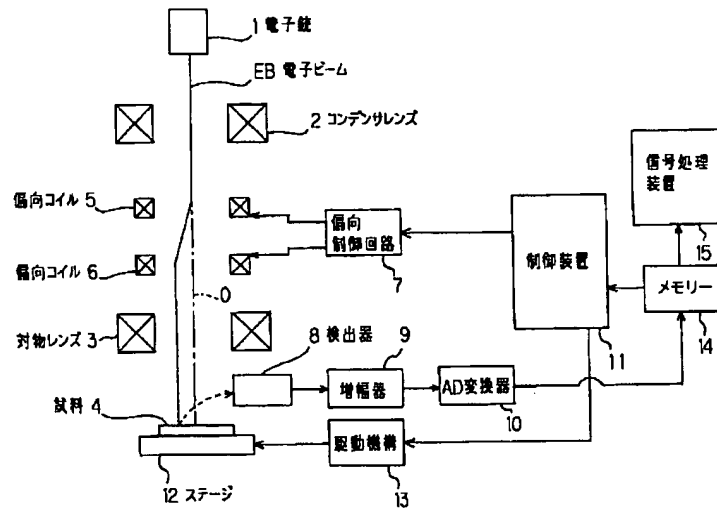 1 電子銃
EB 電子ビーム
2 コンデンサレンズ
信号処理
装置
15
偏向コイル 5
偏向
制御回路
7
制御装置
11
偏向コイル 6
O
メモリー
14
対物レンズ 3
8 検出器
9
増幅器
AD変換器
10
試料 4
駆動機構
13
12 ステージ